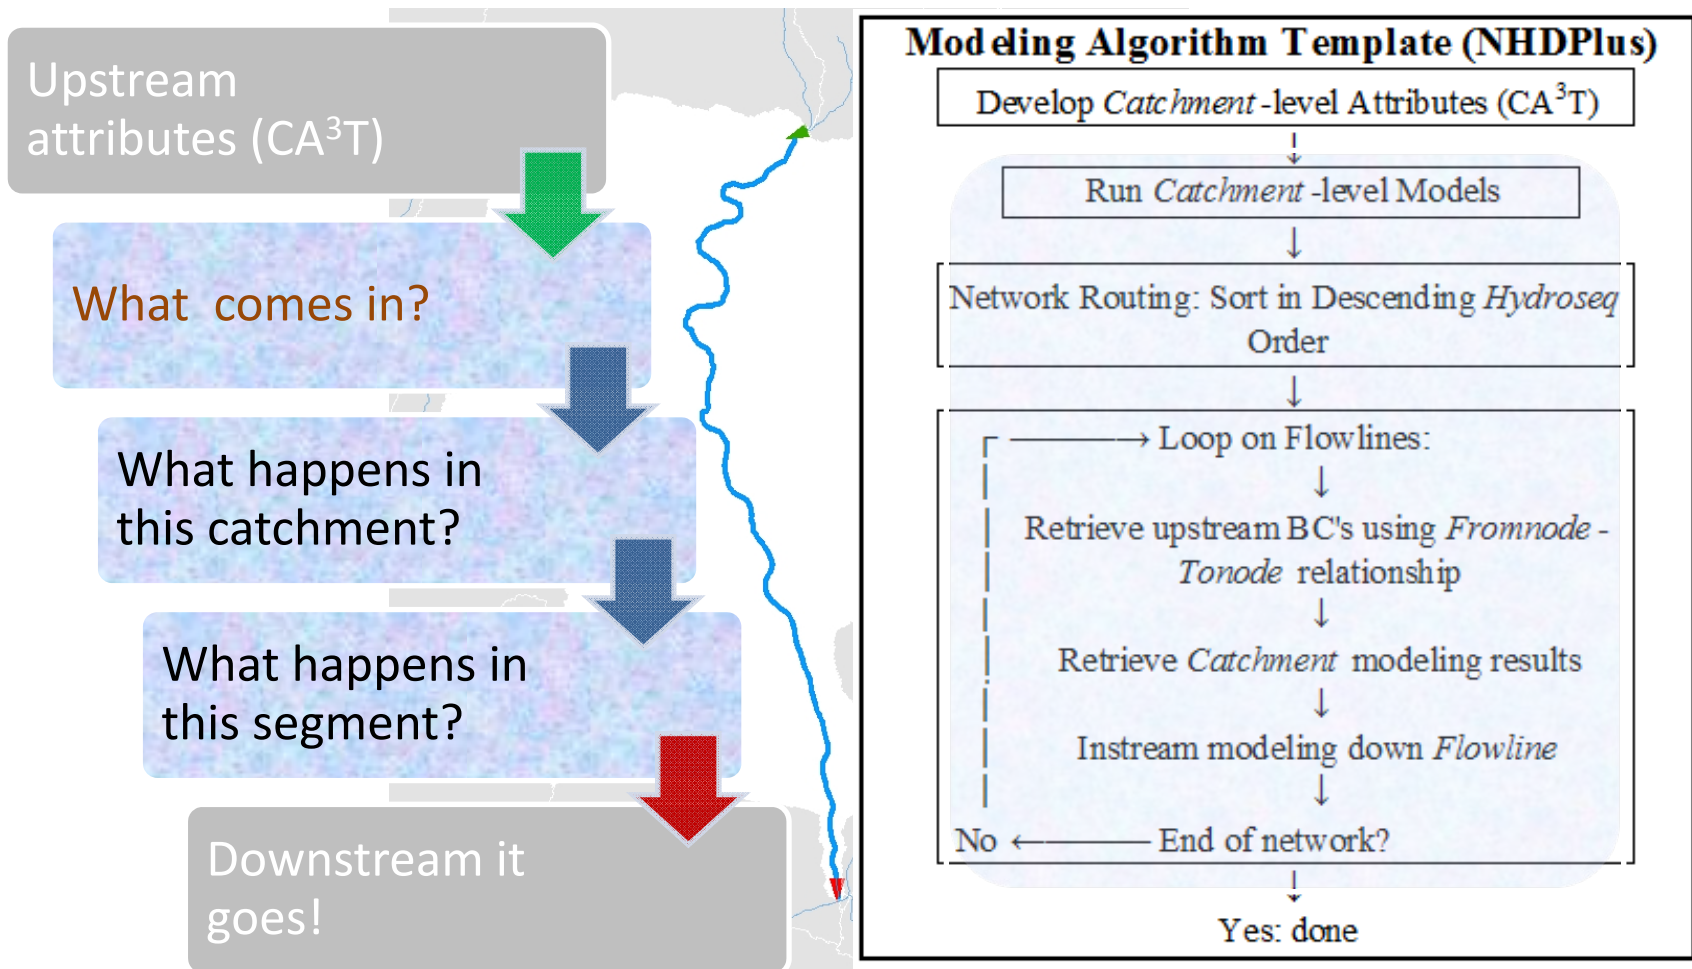 Upstream
attributes (CA³T)
What comes in?
What happens in
this catchment?
What happens in
this segment?
Downstream it
goes!
Modeling Algorithm Template (NHDPlus)
Develop Catchment-level Attributes (CA³T)
Run Catchment-level Models
Network Routing: Sort in Descending Hydroseq
Order
Loop on Flowlines:
Retrieve upstream BC's using Fromnode -
Tonode relationship
Retrieve Catchment modeling results
Instream modeling down Flowline
No
End of network?
Yes: done